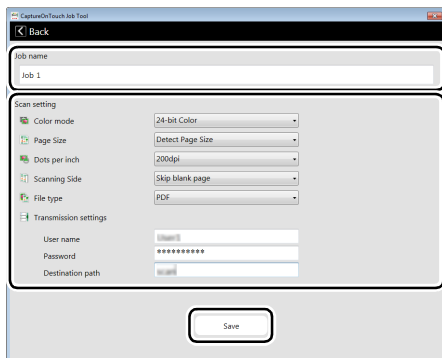 CaptureOnTouch Job Tool
Back
Job name
Job 1
Scan setting
Color mode 24-bit Color
Page Size Detect Page Size
Dots per inch 200dpi
Scanning Side Skip blank page
File type PDF
Transmission settings
User name User1
Password **********
Destination path scan
Save